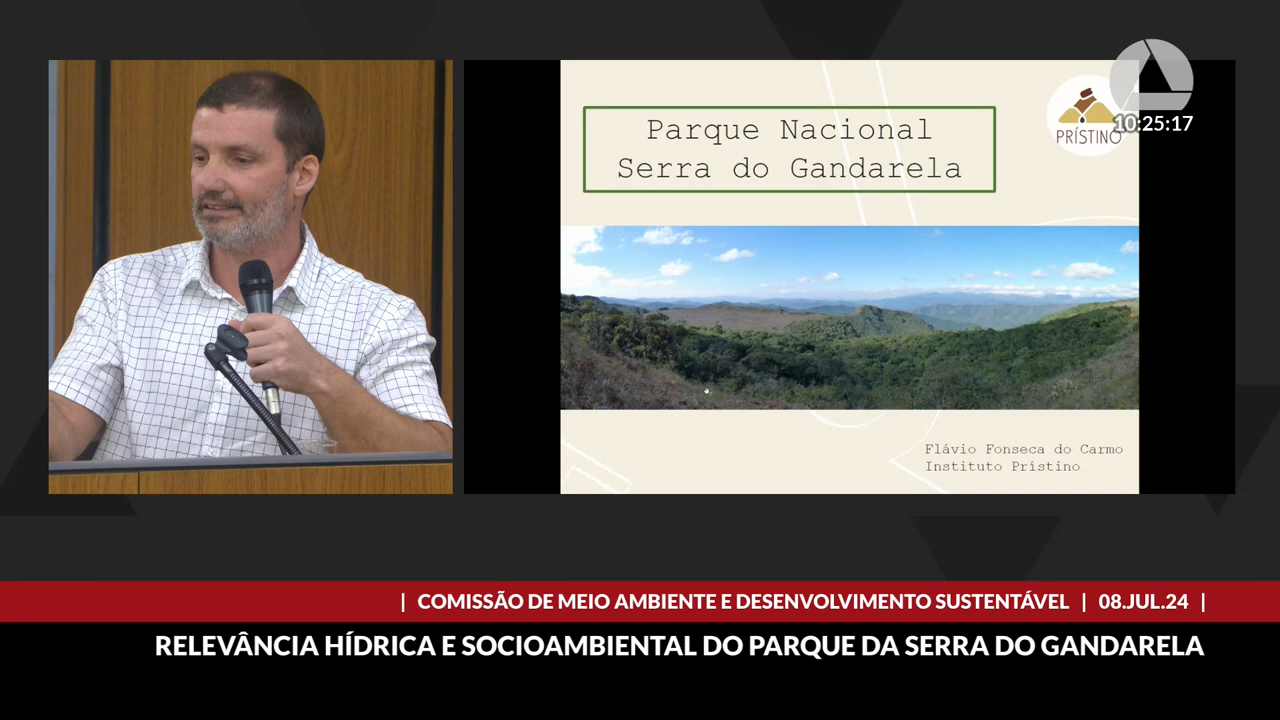 Parque Nacional
Serra do Gandarela
PRÍSTINO
10:25:17
Flávio Fonseca do Carmo
Instituto Prístino
| COMISSÃO DE MEIO AMBIENTE E DESENVOLVIMENTO SUSTENTÁVEL | 08.JUL.24 |
RELEVÂNCIA HÍDRICA E SOCIOAMBIENTAL DO PARQUE DA SERRA DO GANDARELA